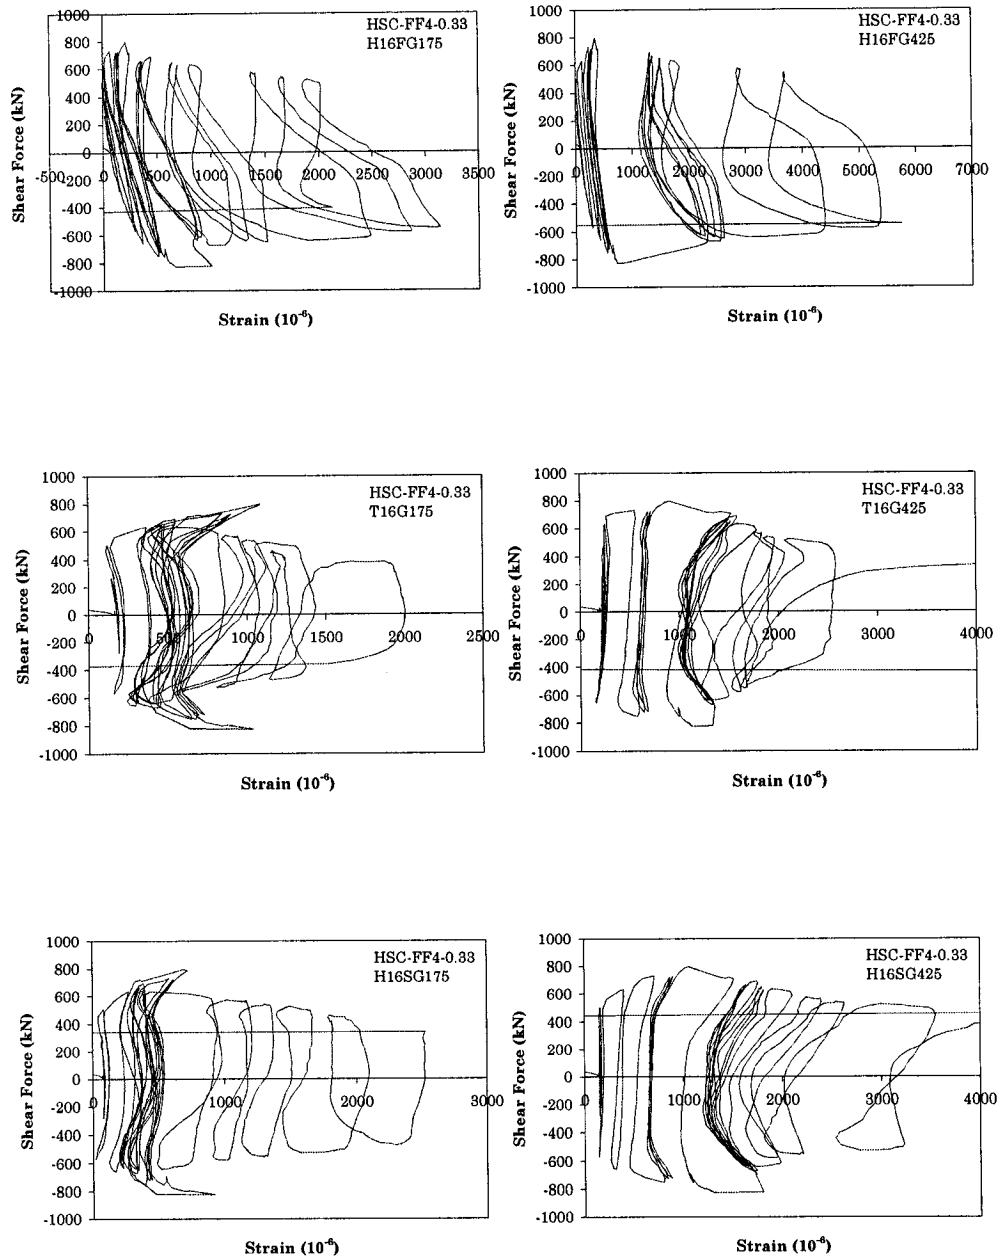 HSC-FF4-0.33
H16FG175
Shear Force (kN)
1000
800
600
400
200
0
-200
-400
-600
-800
-1000
-500 0 500 1000 1500 2000 2500 3000 3500
Strain (10⁻⁶)
HSC-FF4-0.33
H16FG425
Shear Force (kN)
1000
800
600
400
200
0
-200
-400
-600
-800
-1000
0 1000 2000 3000 4000 5000 6000 7000
Strain (10⁻⁶)
HSC-FF4-0.33
T16G175
Shear Force (kN)
1000
800
600
400
200
0
-200
-400
-600
-800
-1000
0 500 1000 1500 2000 2500
Strain (10⁻⁶)
HSC-FF4-0.33
T16G425
Shear Force (kN)
1000
800
600
400
200
0
-200
-400
-600
-800
-1000
0 1000 2000 3000 4000
Strain (10⁻⁶)
HSC-FF4-0.33
H16SG175
Shear Force (kN)
1000
800
600
400
200
0
-200
-400
-600
-800
-1000
0 1000 2000 3000
Strain (10⁻⁶)
HSC-FF4-0.33
H16SG425
Shear Force (kN)
1000
800
600
400
200
0
-200
-400
-600
-800
-1000
0 1000 2000 3000 4000
Strain (10⁻⁶)